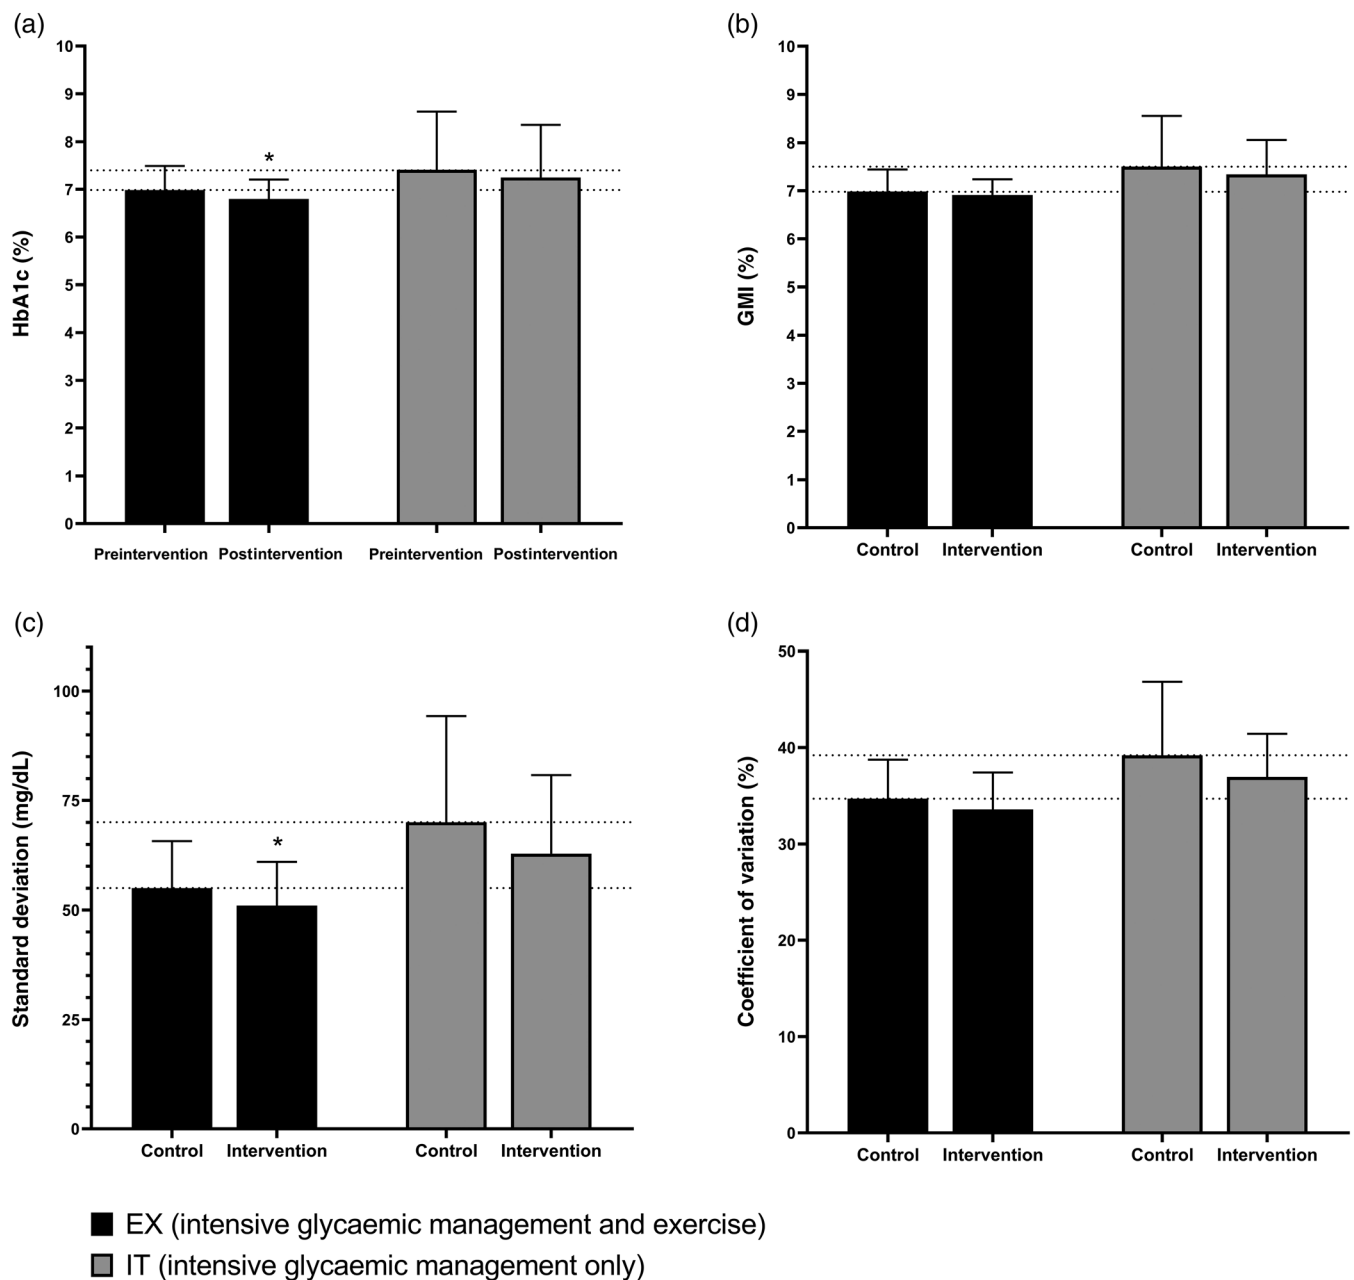 (a)
10
9
8
7
6
5
4
3
2
1
0
HbA1c (%)
*
Preintervention Postintervention Preintervention Postintervention
(b)
10
9
8
7
6
5
4
3
2
1
0
GMI (%)
Control Intervention Control Intervention
(c)
100
75
50
25
0
Standard deviation (mg/dL)
*
Control Intervention Control Intervention
(d)
50
40
30
20
10
0
Coefficient of variation (%)
Control Intervention Control Intervention
EX (intensive glycaemic management and exercise)
IT (intensive glycaemic management only)